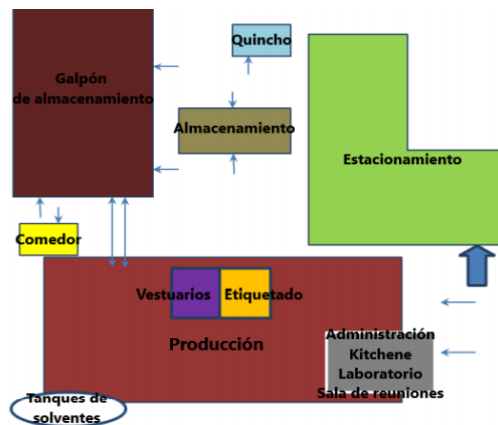 Quincho
Galpón
de almacenamiento
Almacenamiento
Estacionamiento
Comedor
Vestuarios
Etiquetado
Producción
Administración
Kitchene
Laboratorio
Sala de reuniones
Tanques de
solventes